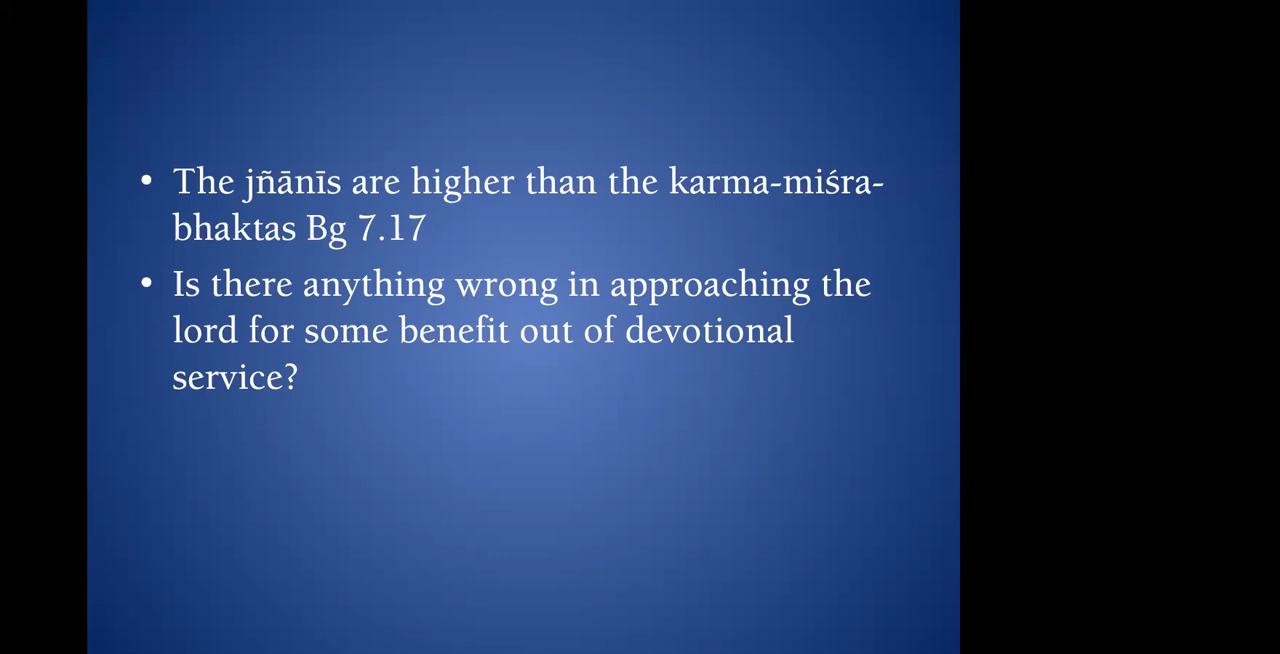 • The jñānīs are higher than the karma-miśra-
bhaktas Bg 7.17
• Is there anything wrong in approaching the
lord for some benefit out of devotional
service?